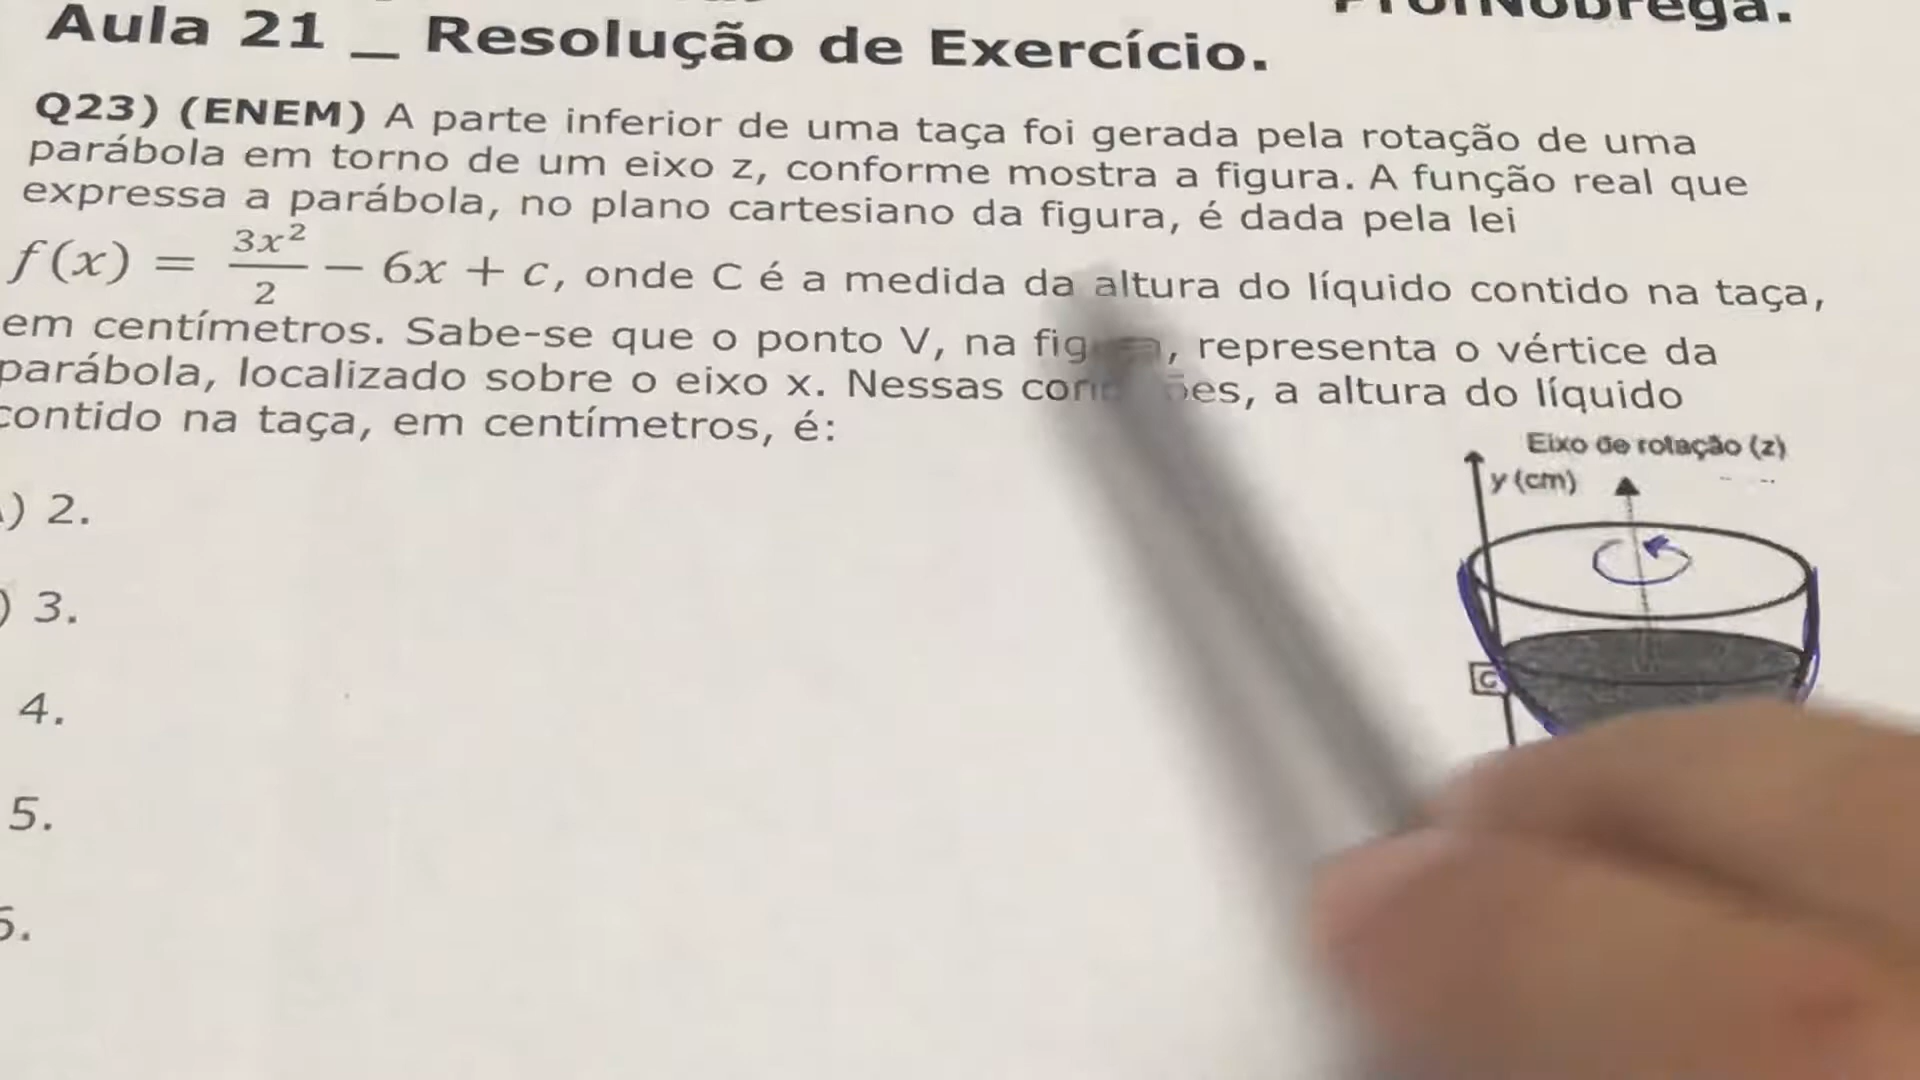 Aula 21 _ Resolução de Exercício.
Q23) (ENEM) A parte inferior de uma taça foi gerada pela rotação de uma
parábola em torno de um eixo z, conforme mostra a figura. A função real que
expressa a parábola, no plano cartesiano da figura, é dada pela lei
f(x) = 3x²/2 − 6x + c, onde C é a medida da altura do líquido contido na taça,
em centímetros. Sabe-se que o ponto V, na representa o vértice da
parábola, localizado sobre o eixo x. Nessas a altura do líquido
contido na taça, em centímetros, é:
) 2.
) 3.
4.
5.
Eixo de rotação (z)
y (cm)
C